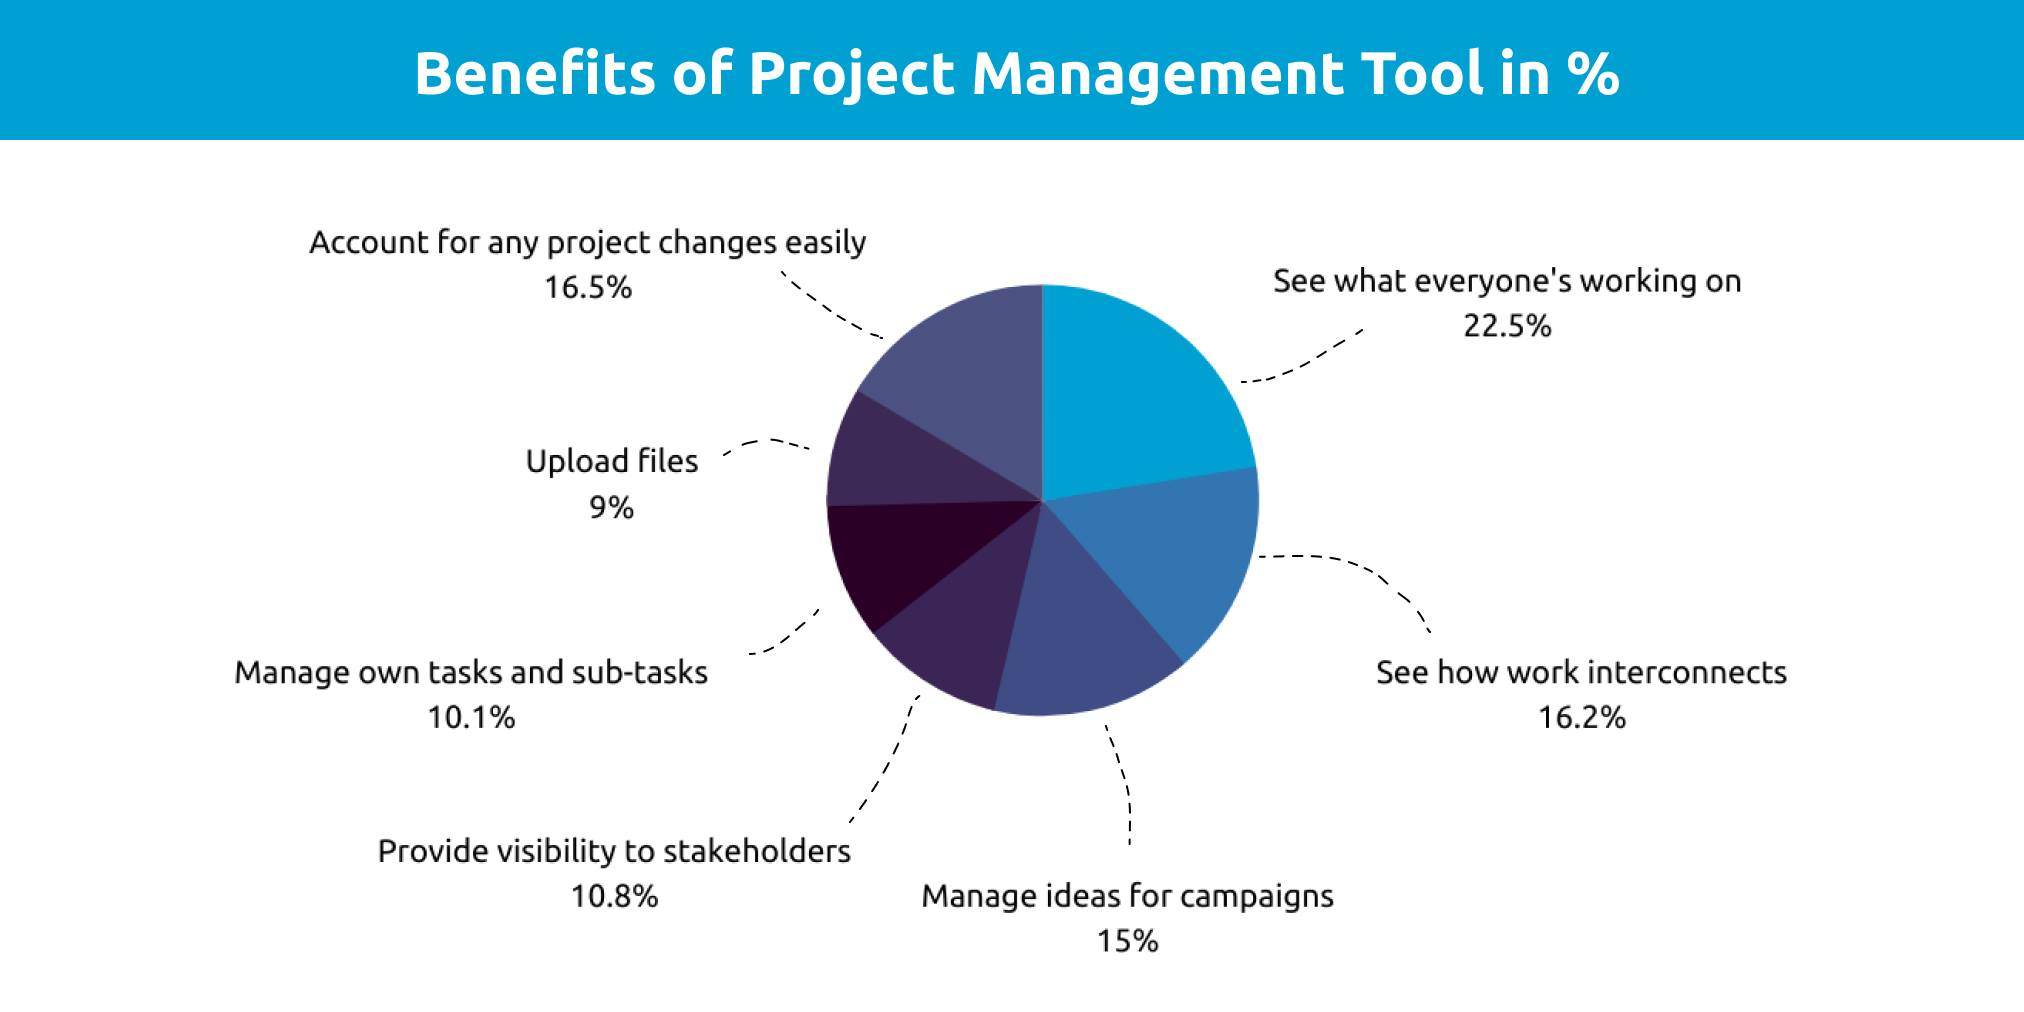 Benefits of Project Management Tool in %
Account for any project changes easily
16.5%
See what everyone's working on
22.5%
Upload files
9%
Manage own tasks and sub-tasks
10.1%
See how work interconnects
16.2%
Provide visibility to stakeholders
10.8%
Manage ideas for campaigns
15%